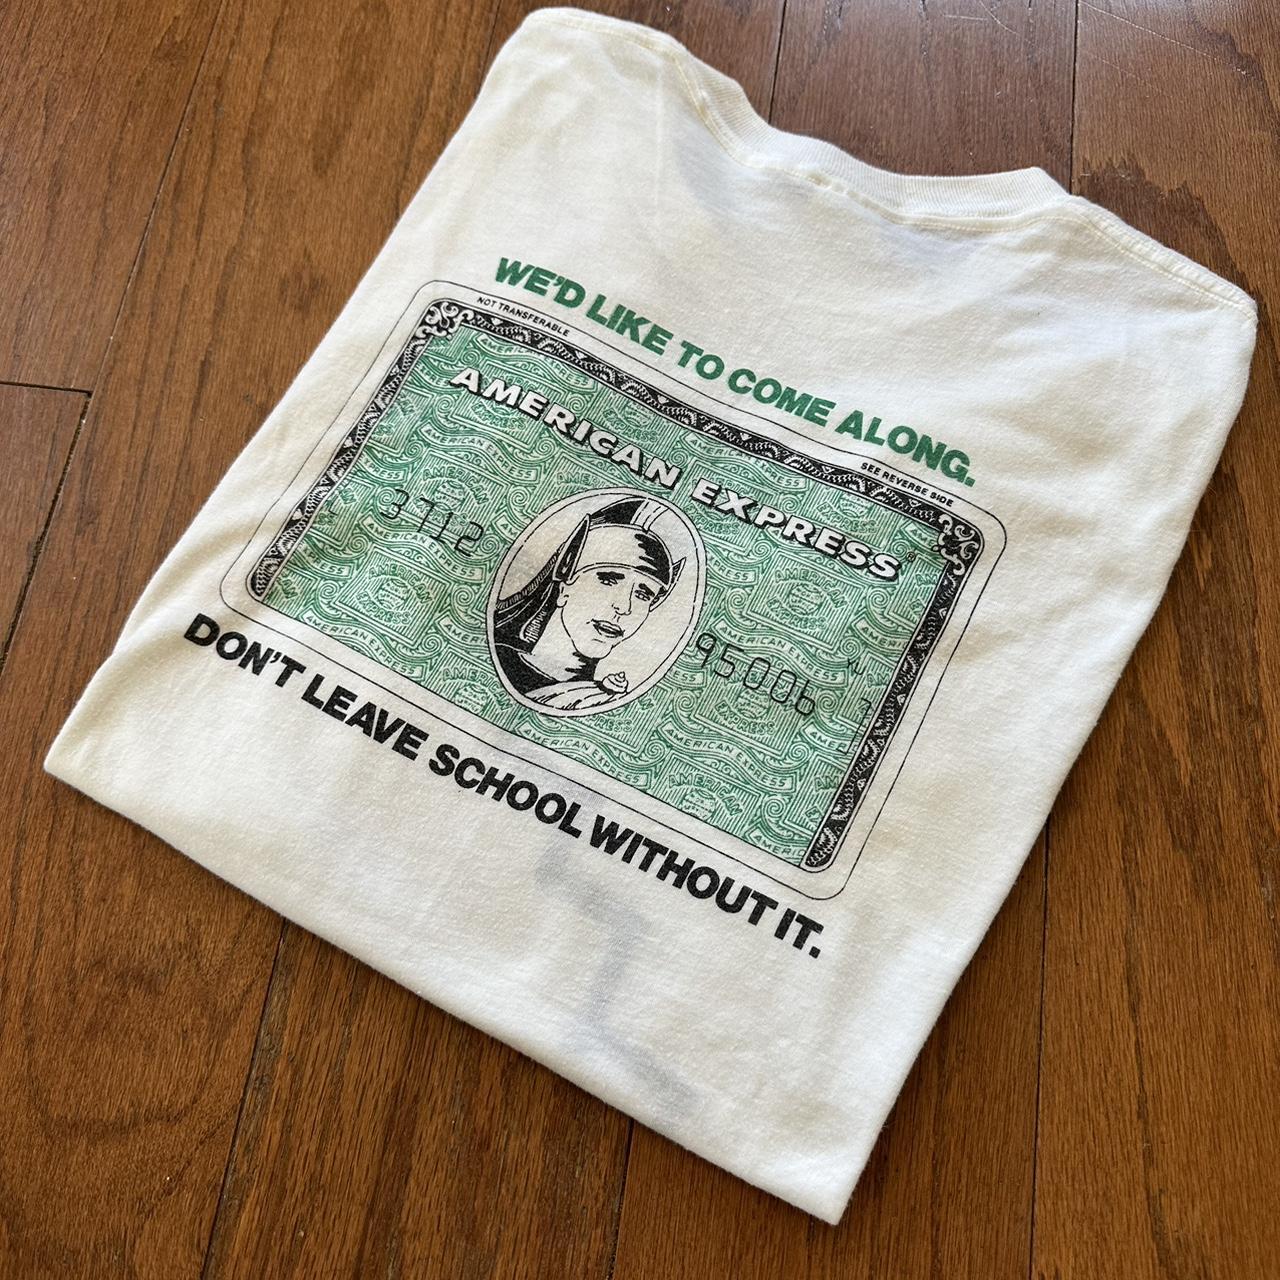 WE'D LIKE TO COME ALONG.
NOT TRANSFERABLE
SEE REVERSE SIDE
AMERICAN EXPRESS®
3712 95006
DON'T LEAVE SCHOOL WITHOUT IT.